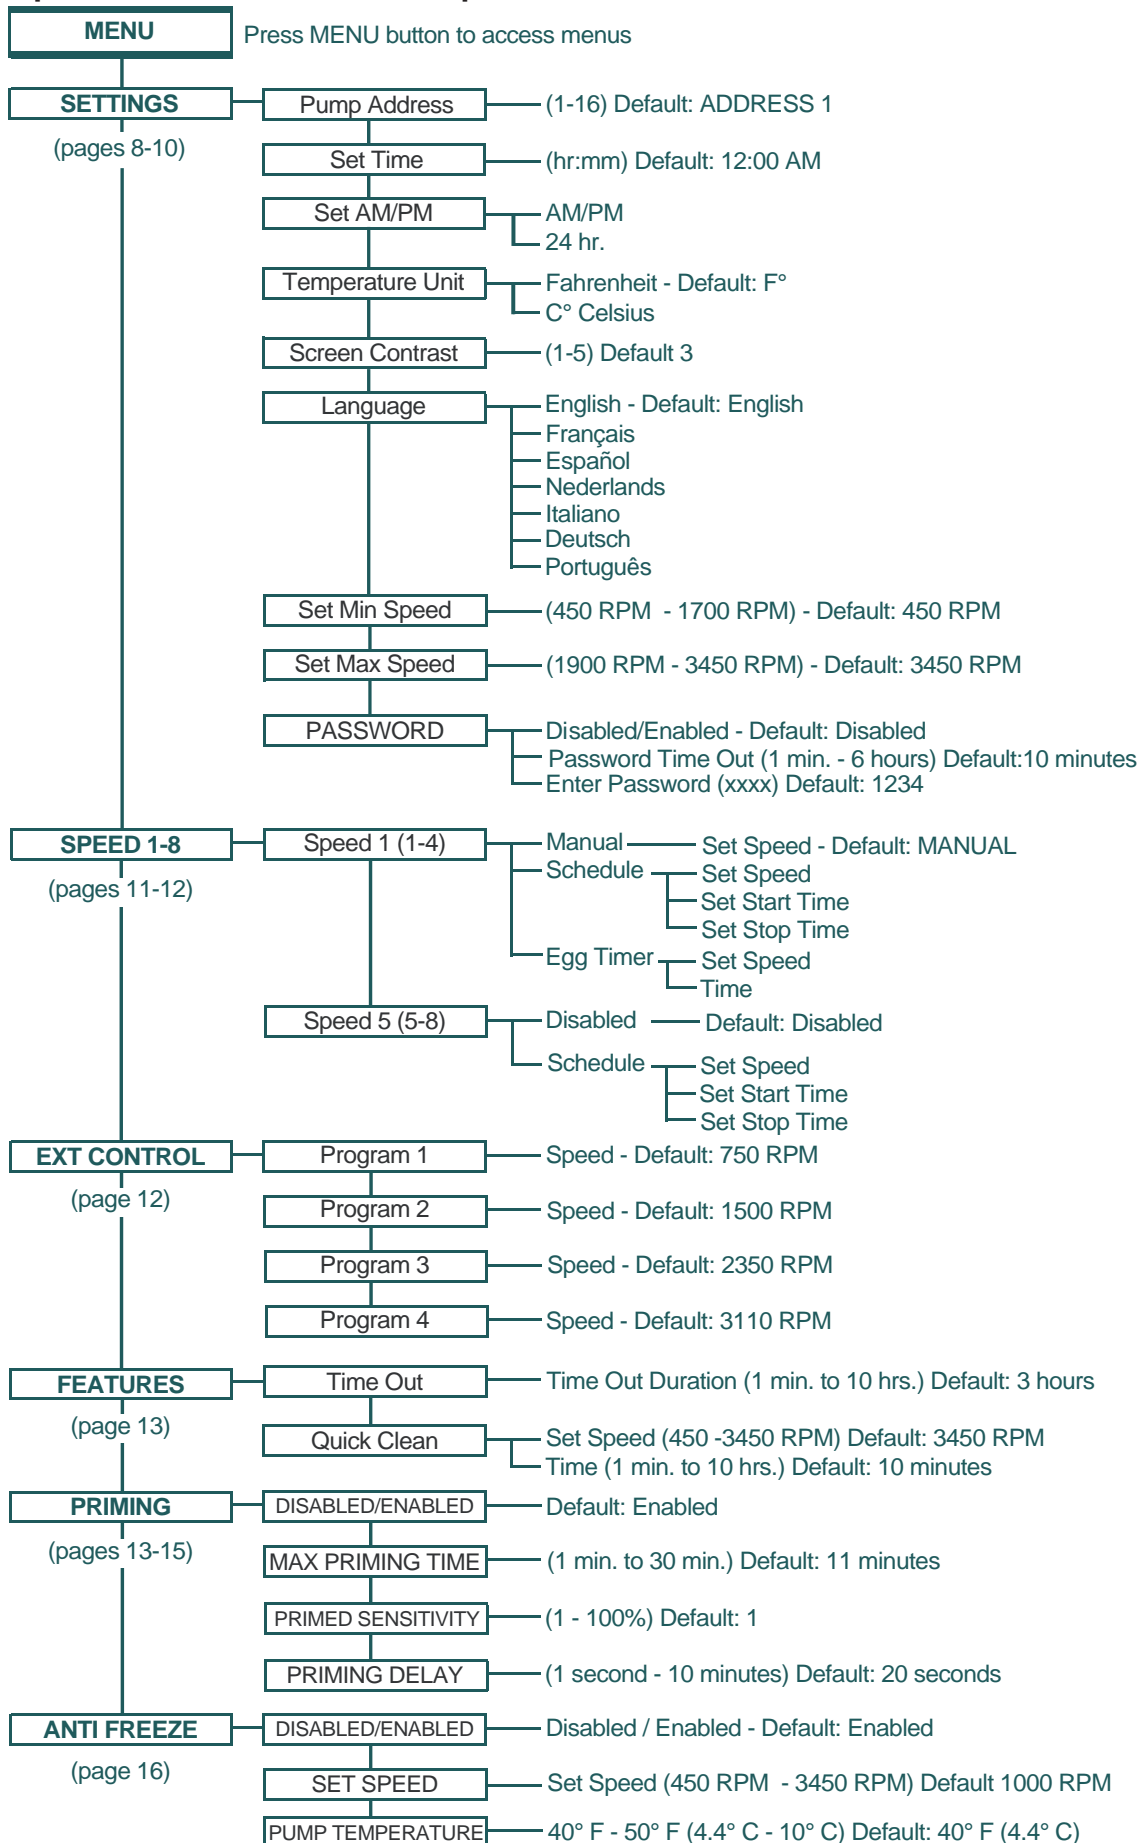 MENU Press MENU button to access menus
SETTINGS Pump Address (1-16) Default: ADDRESS 1
(pages 8-10)
Set Time (hr:mm) Default: 12:00 AM
Set AM/PM AM/PM
24 hr.
Temperature Unit Fahrenheit - Default: F°
C° Celsius
Screen Contrast (1-5) Default 3
Language English - Default: English
Français
Español
Nederlands
Italiano
Deutsch
Português
Set Min Speed (450 RPM - 1700 RPM) - Default: 450 RPM
Set Max Speed (1900 RPM - 3450 RPM) - Default: 3450 RPM
PASSWORD Disabled/Enabled - Default: Disabled
Password Time Out (1 min. - 6 hours) Default:10 minutes
Enter Password (xxxx) Default: 1234
SPEED 1-8 Speed 1 (1-4) Manual Set Speed - Default: MANUAL
(pages 11-12)
Schedule Set Speed
Set Start Time
Set Stop Time
Egg Timer Set Speed
Time
Speed 5 (5-8) Disabled Default: Disabled
Schedule Set Speed
Set Start Time
Set Stop Time
EXT CONTROL Program 1 Speed - Default: 750 RPM
(page 12)
Program 2 Speed - Default: 1500 RPM
Program 3 Speed - Default: 2350 RPM
Program 4 Speed - Default: 3110 RPM
FEATURES Time Out Time Out Duration (1 min. to 10 hrs.) Default: 3 hours
(page 13)
Quick Clean Set Speed (450 -3450 RPM) Default: 3450 RPM
Time (1 min. to 10 hrs.) Default: 10 minutes
PRIMING DISABLED/ENABLED Default: Enabled
(pages 13-15)
MAX PRIMING TIME (1 min. to 30 min.) Default: 11 minutes
PRIMED SENSITIVITY (1 - 100%) Default: 1
PRIMING DELAY (1 second - 10 minutes) Default: 20 seconds
ANTI FREEZE DISABLED/ENABLED Disabled / Enabled - Default: Enabled
(page 16)
SET SPEED Set Speed (450 RPM - 3450 RPM) Default 1000 RPM
PUMP TEMPERATURE 40° F - 50° F (4.4° C - 10° C) Default: 40° F (4.4° C)